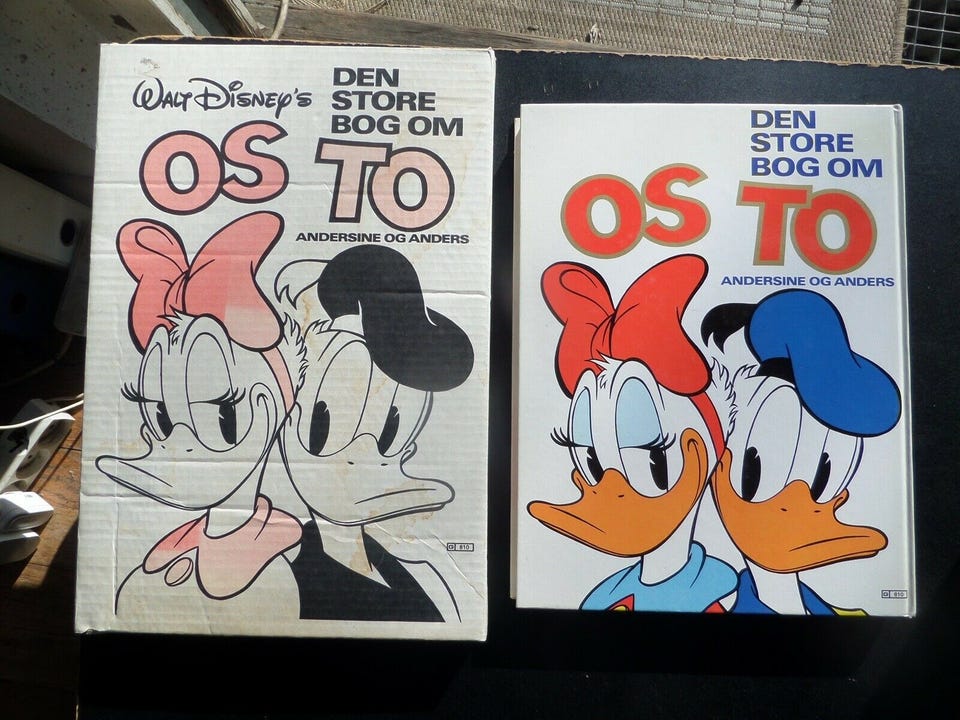 Walt Disney's
DEN
STORE
BOG OM
OS TO
ANDERSINE OG ANDERS
G 810
DEN
STORE
BOG OM
OS TO
ANDERSINE OG ANDERS
G 810